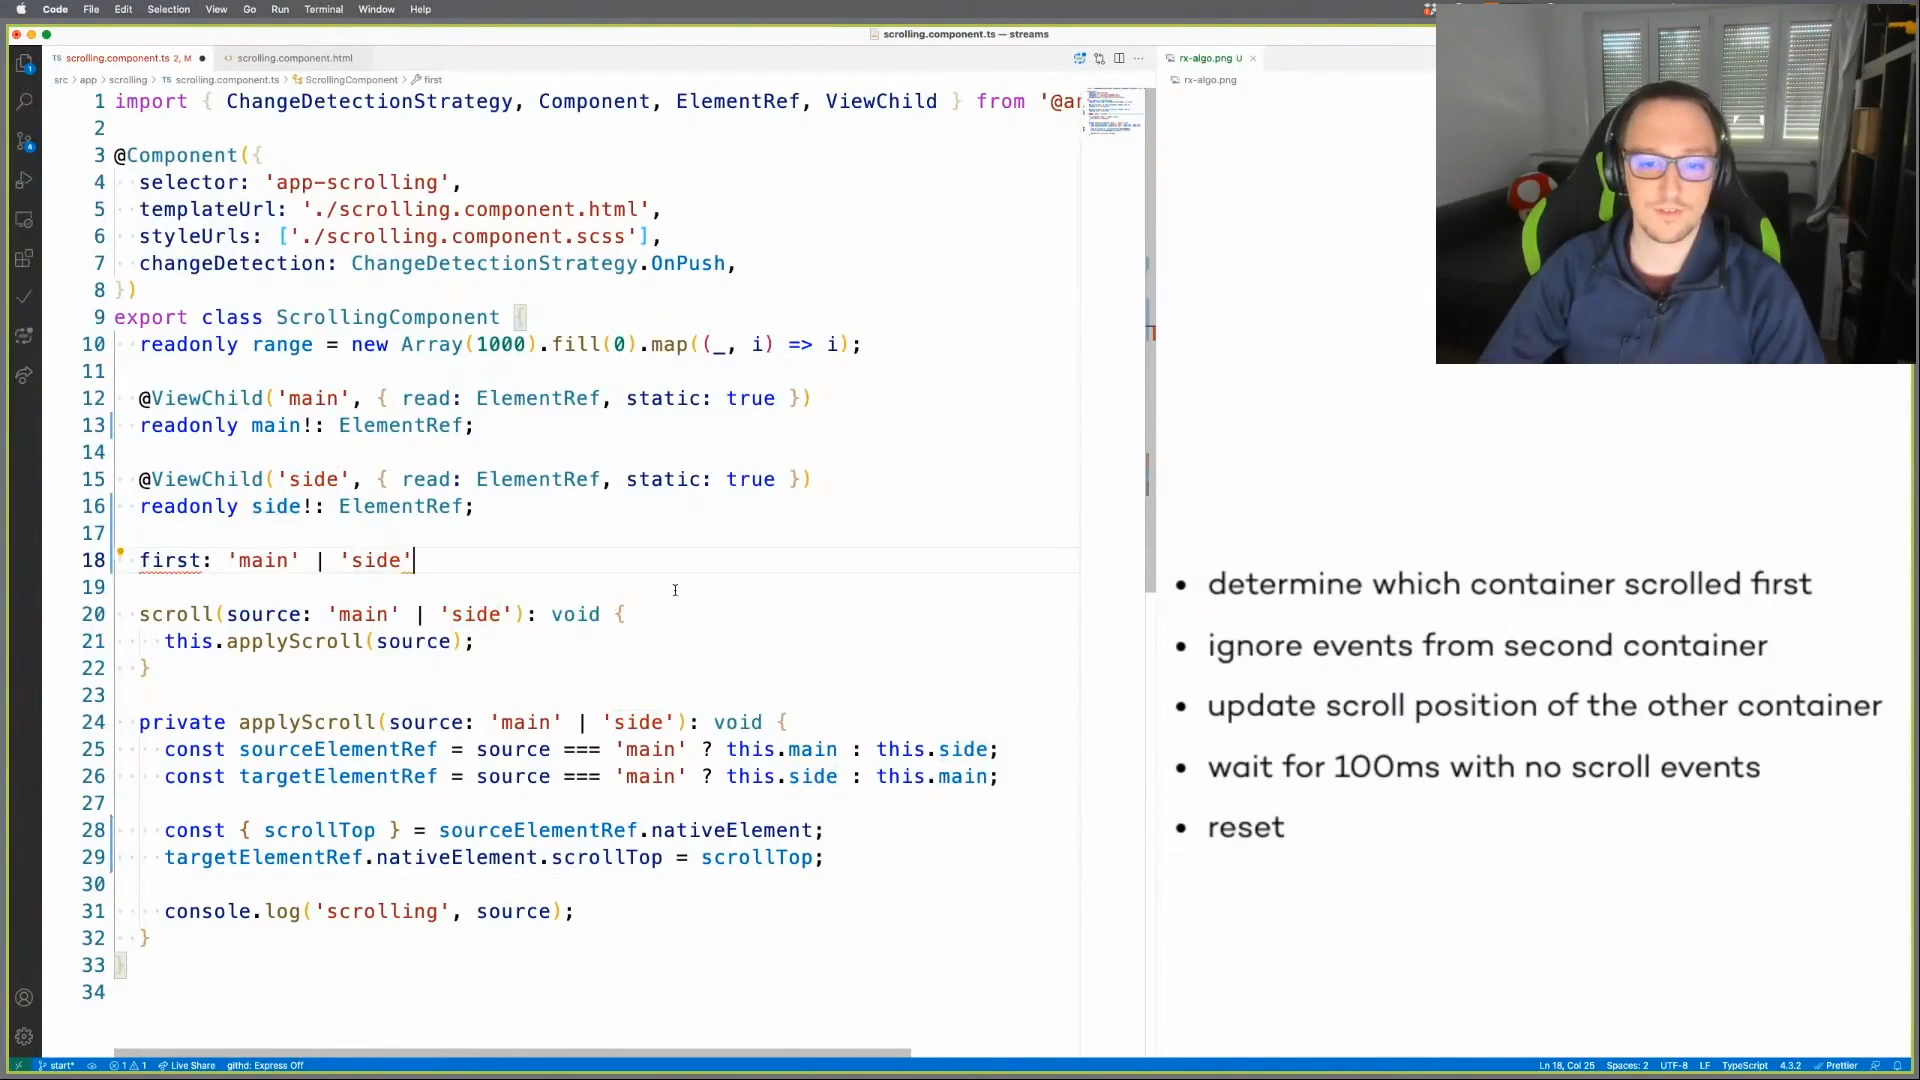 Code File Edit Selection View Go Run Terminal Window Help
scrolling.component.ts — streams
TS scrolling.component.ts 2, M
<> scrolling.component.html
rx-algo.png U
src > app > scrolling > TS scrolling.component.ts > ScrollingComponent > first
rx-algo.png
1 import { ChangeDetectionStrategy, Component, ElementRef, ViewChild } from '@an
2
3 @Component({
4 selector: 'app-scrolling',
5 templateUrl: './scrolling.component.html',
6 styleUrls: ['./scrolling.component.scss'],
7 changeDetection: ChangeDetectionStrategy.OnPush,
8 })
9 export class ScrollingComponent {
10 readonly range = new Array(1000).fill(0).map((_, i) => i);
11
12 @ViewChild('main', { read: ElementRef, static: true })
13 readonly main!: ElementRef;
14
15 @ViewChild('side', { read: ElementRef, static: true })
16 readonly side!: ElementRef;
17
18 first: 'main' | 'side'
19
20 scroll(source: 'main' | 'side'): void {
21 this.applyScroll(source);
22 }
23
24 private applyScroll(source: 'main' | 'side'): void {
25 const sourceElementRef = source === 'main' ? this.main : this.side;
26 const targetElementRef = source === 'main' ? this.side : this.main;
27
28 const { scrollTop } = sourceElementRef.nativeElement;
29 targetElementRef.nativeElement.scrollTop = scrollTop;
30
31 console.log('scrolling', source);
32 }
33 }
34
• determine which container scrolled first
• ignore events from second container
• update scroll position of the other container
• wait for 100ms with no scroll events
• reset
start* 1 1 Live Share githd: Express Off
Ln 18, Col 25 Spaces: 2 UTF-8 LF TypeScript 4.3.2 Prettier